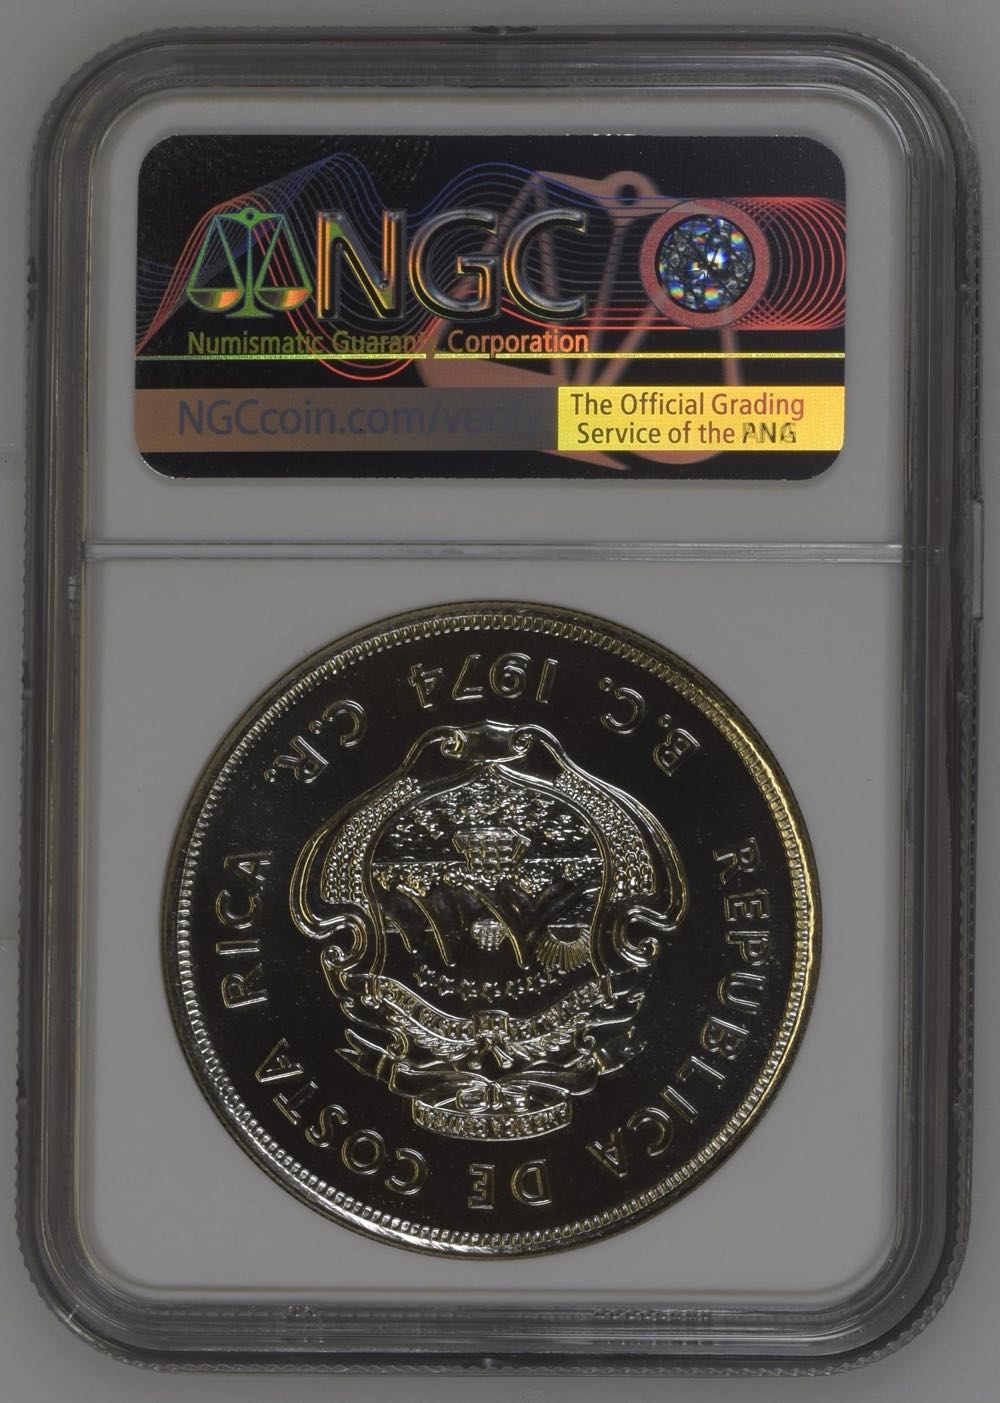 NGC
Numismatic Guaranty Corporation
NGCcoin.com/verify
The Official Grading
Service of the PNG
REPUBLICA DE COSTA RICA
B.C. 1974 C.R.
AMERICA CENTRAL